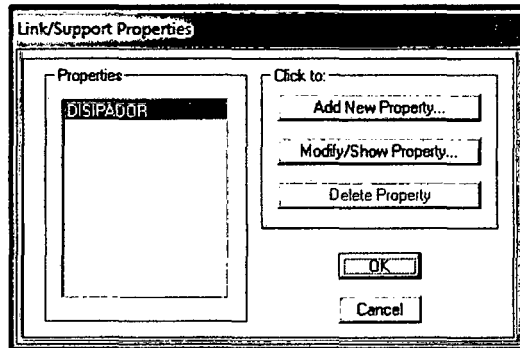 Link/Support Properties
Properties
DISIPADOR
Click to:
Add New Property...
Modify/Show Property...
Delete Property
OK
Cancel